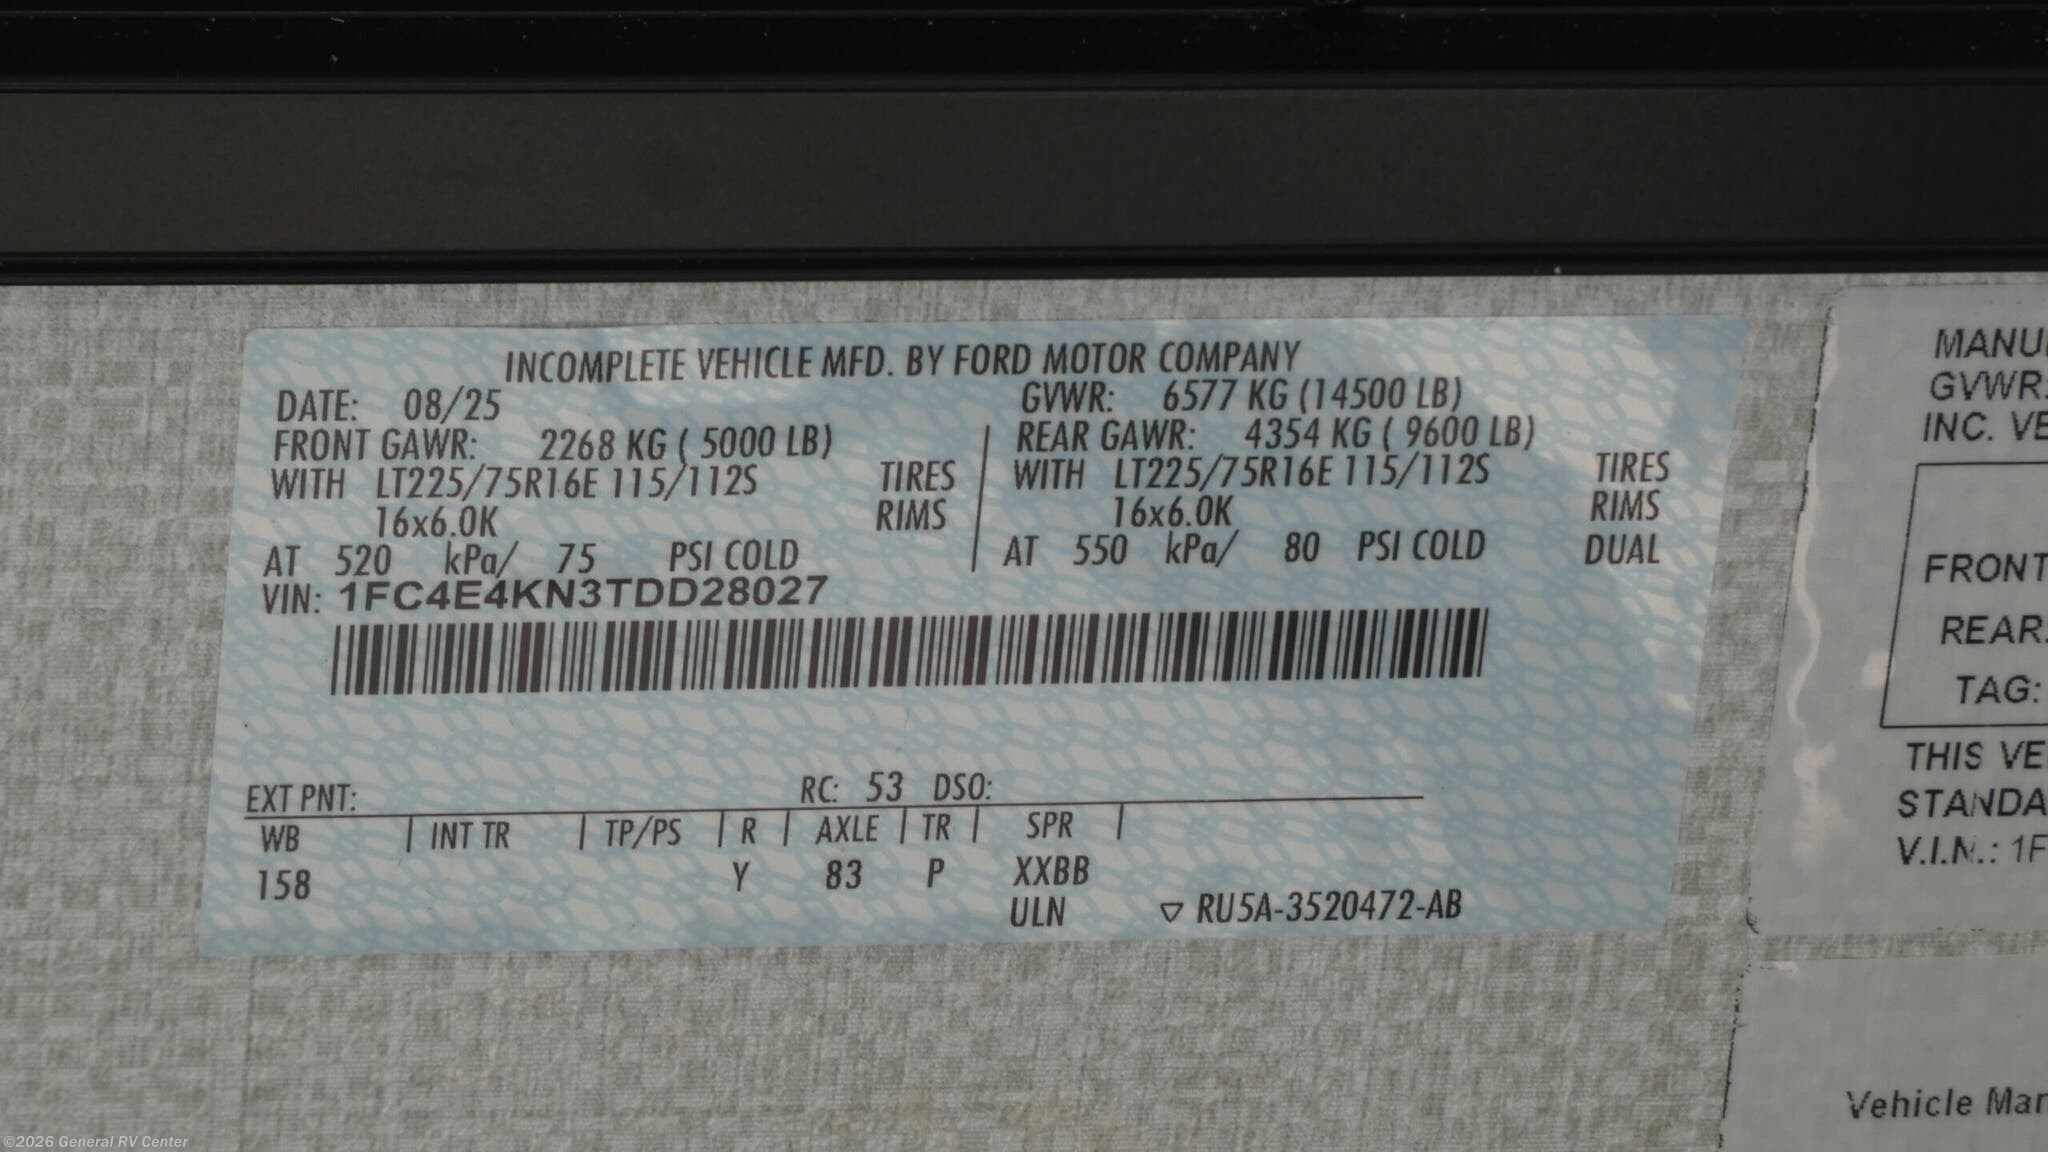 INCOMPLETE VEHICLE MFD. BY FORD MOTOR COMPANY
DATE: 08/25 GVWR: 6577 KG (14500 LB)
FRONT GAWR: 2268 KG ( 5000 LB) REAR GAWR: 4354 KG ( 9600 LB)
WITH LT225/75R16E 115/112S TIRES WITH LT225/75R16E 115/112S TIRES
16x6.0K RIMS 16x6.0K RIMS
AT 520 kPa/ 75 PSI COLD AT 550 kPa/ 80 PSI COLD DUAL
VIN: 1FC4E4KN3TDD28027
EXT PNT: RC: 53 DSO:
WB | INT TR | TP/PS | R | AXLE | TR | SPR |
158 Y 83 P XXBB
ULN ▽ RU5A-3520472-AB
MANU
GVWR:
INC. VE
FRONT
REAR:
TAG:
THIS VE
STANDA
V.I.N.: 1F
Vehicle Man
©2026 General RV Center